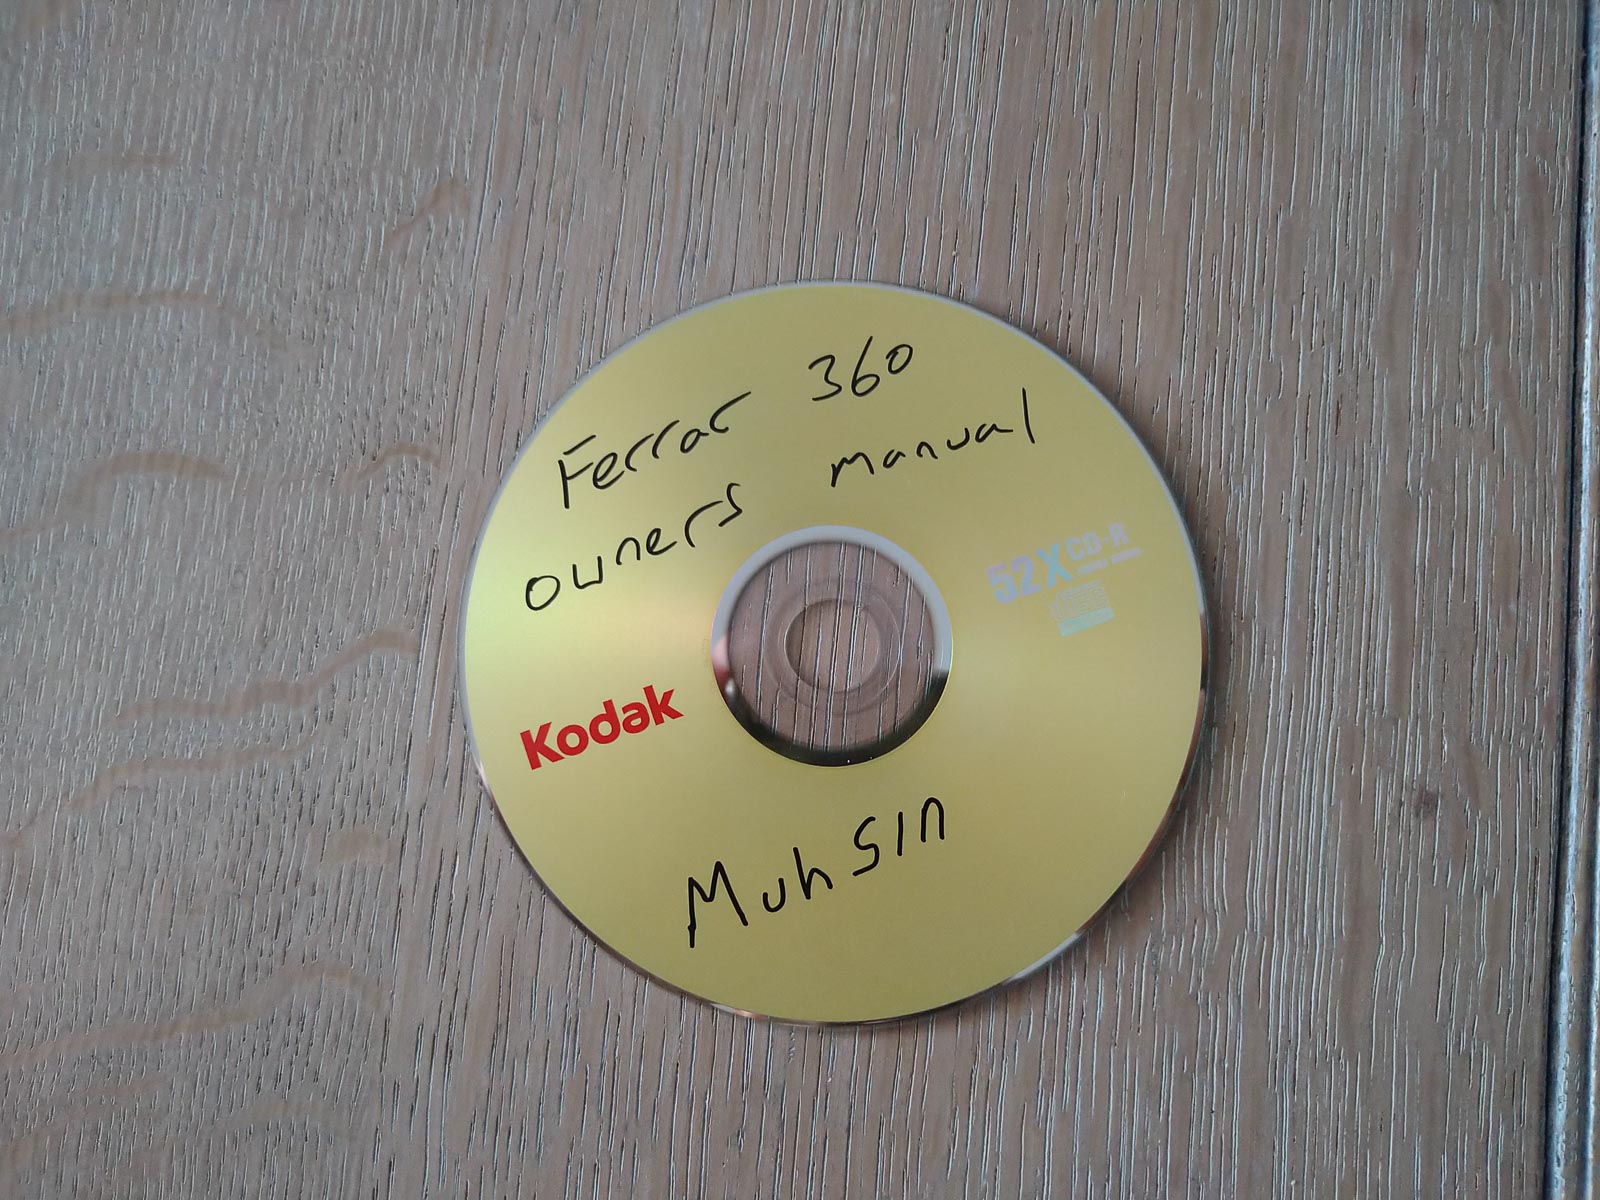 Ferrar 360
owners manual
52X CD-R
Kodak
MuhSIn